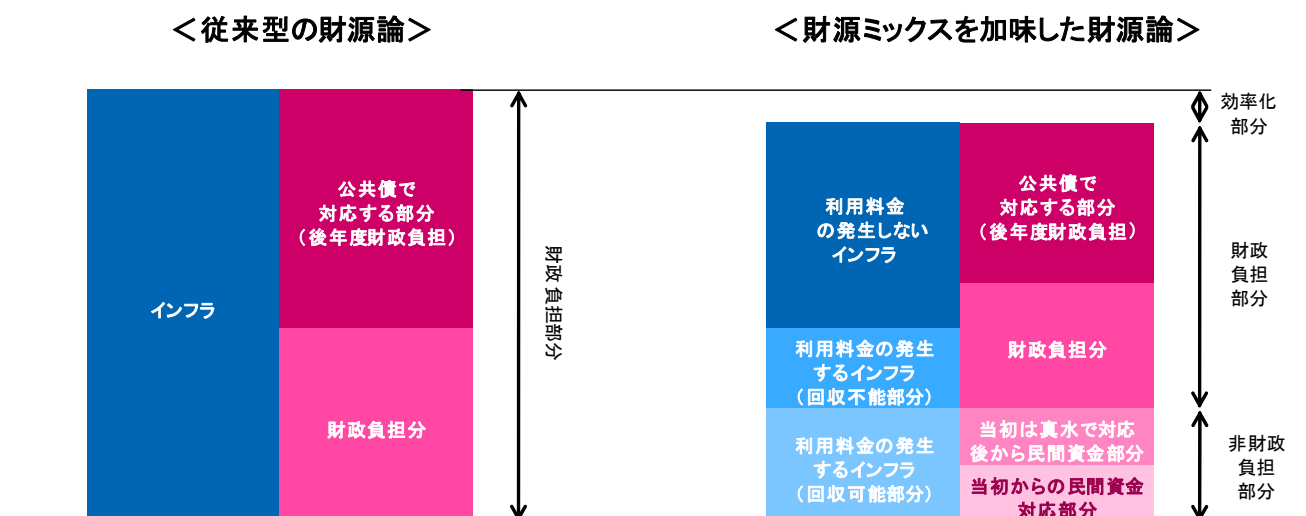 ＜従来型の財源論＞
＜財源ミックスを加味した財源論＞
インフラ
公共債で
対応する部分
（後年度財政負担）
財政負担分
財政負担部分
利用料金
の発生しない
インフラ
利用料金の発生
するインフラ
（回収不能部分）
利用料金の発生
するインフラ
（回収可能部分）
公共債で
対応する部分
（後年度財政負担）
財政負担分
当初は真水で対応
後から民間資金部分
当初からの民間資金
対応部分
効率化
部分
財政
負担
部分
非財政
負担
部分